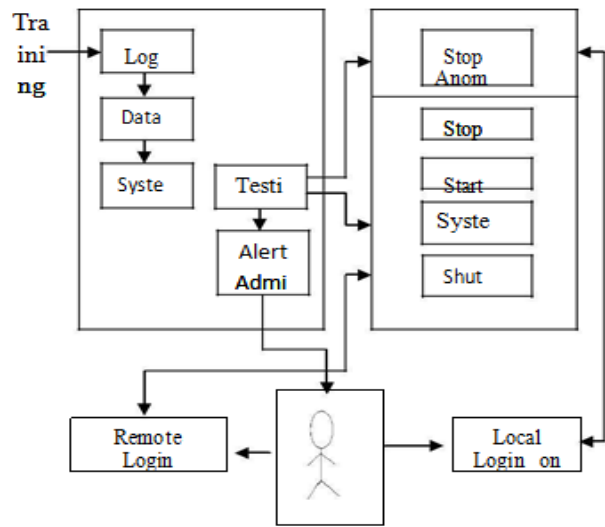 Tra
ini
ng
Log
Data
Syste
Testi
Alert
Admi
Stop
Anom
Stop
Start
Syste
Shut
Remote
Login
Local
Login on